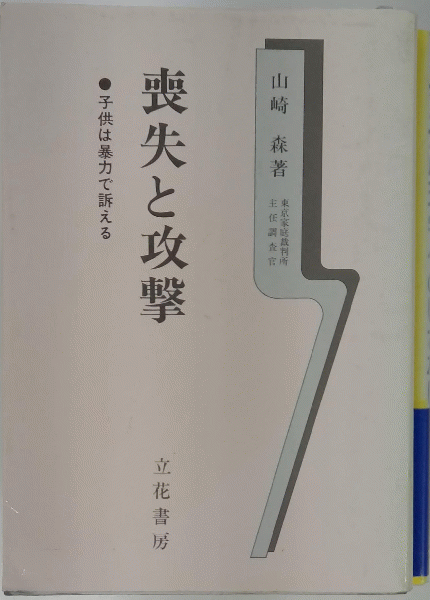 山崎 森著
東京家庭裁判所
主任調査官
喪失と攻撃
●子供は暴力で訴える
立花書房